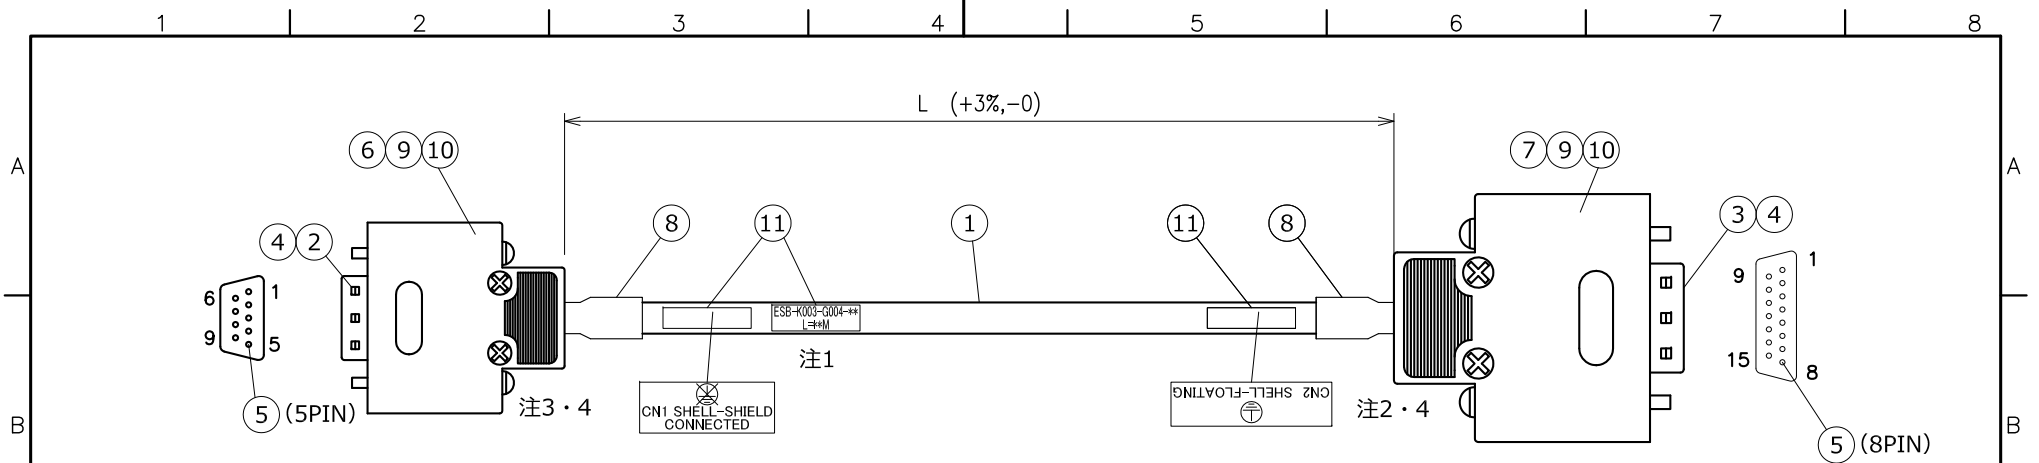 1 2 3 4 5 6 7 8
L (+3%,-0)
A
6 9 10
7 9 10
A
8
11
1
11
8
3 4
4 2
6 1
9 5
9 1
15 8
ESB-K003-G004-**
L=**M
注1
5 (5PIN)
注3・4
CN1 SHELL-SHIELD
CONNECTED
CN2 SHELL-FLOATING
注2・4
5 (8PIN)
B
B